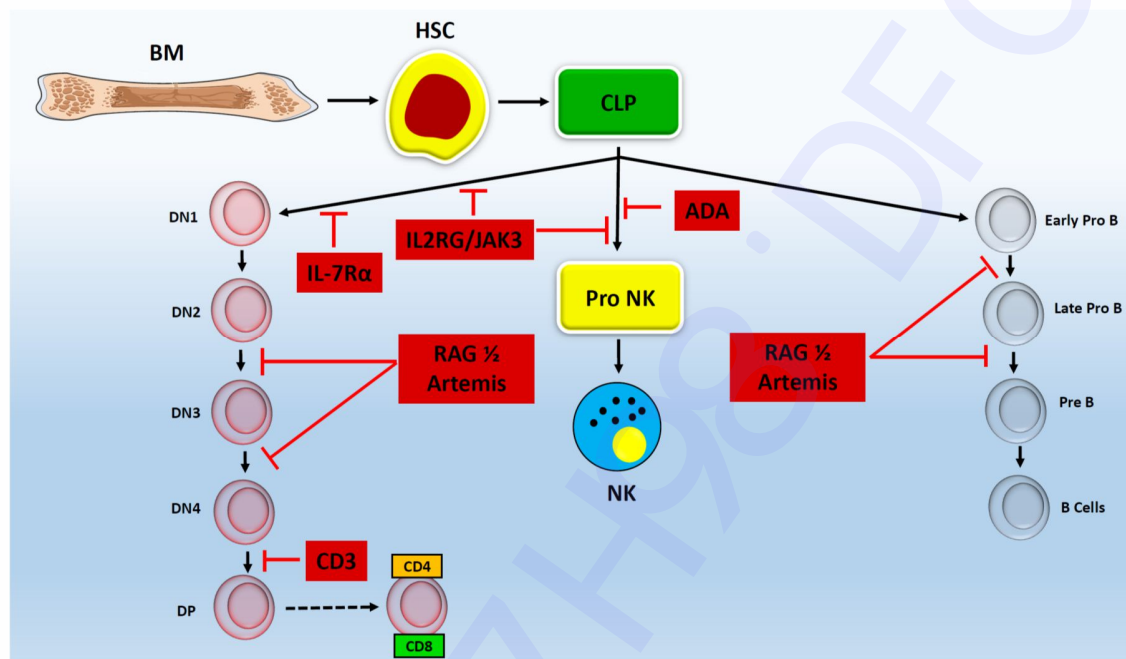 BM
HSC
CLP
DN1
IL-7Rα
IL2RG/JAK3
ADA
Early Pro B
DN2
Pro NK
Late Pro B
RAG ½
Artemis
RAG ½
Artemis
DN3
Pre B
NK
DN4
B Cells
CD3
CD4
DP
CD8